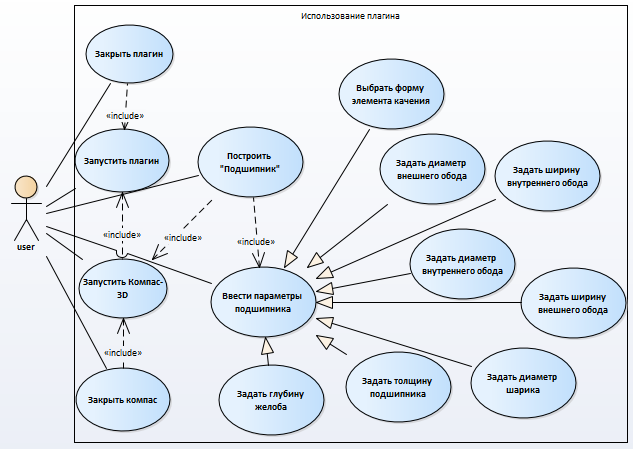 Использование плагина
Закрыть плагин
«include»
Запустить плагин
Построить
"Подшипник"
Выбрать форму
элемента качения
Задать диаметр
внешнего обода
Задать ширину
внутреннего обода
user
«include»
«include»
Задать диаметр
внутреннего обода
Запустить Компас-
3D
Ввести параметры
подшипника
Задать ширину
внешнего обода
«include»
Закрыть компас
Задать глубину
желоба
Задать толщину
подшипника
Задать диаметр
шарика